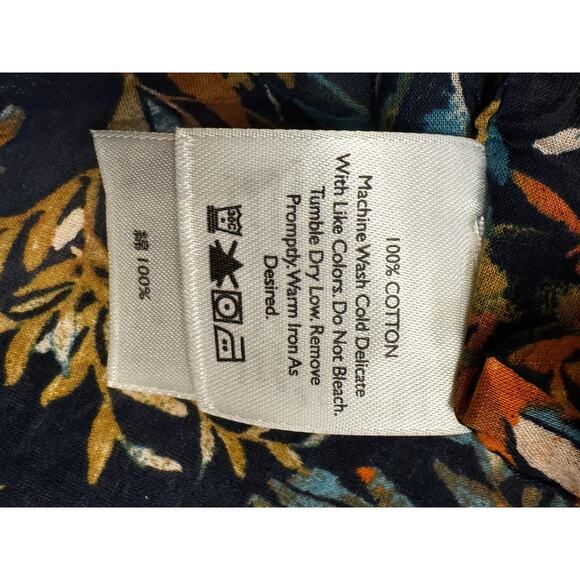 100% COTTON
Machine Wash Cold Delicate
With Like Colors. Do Not Bleach.
Tumble Dry Low. Remove
Promptly. Warm Iron As
Desired.
綿 100%